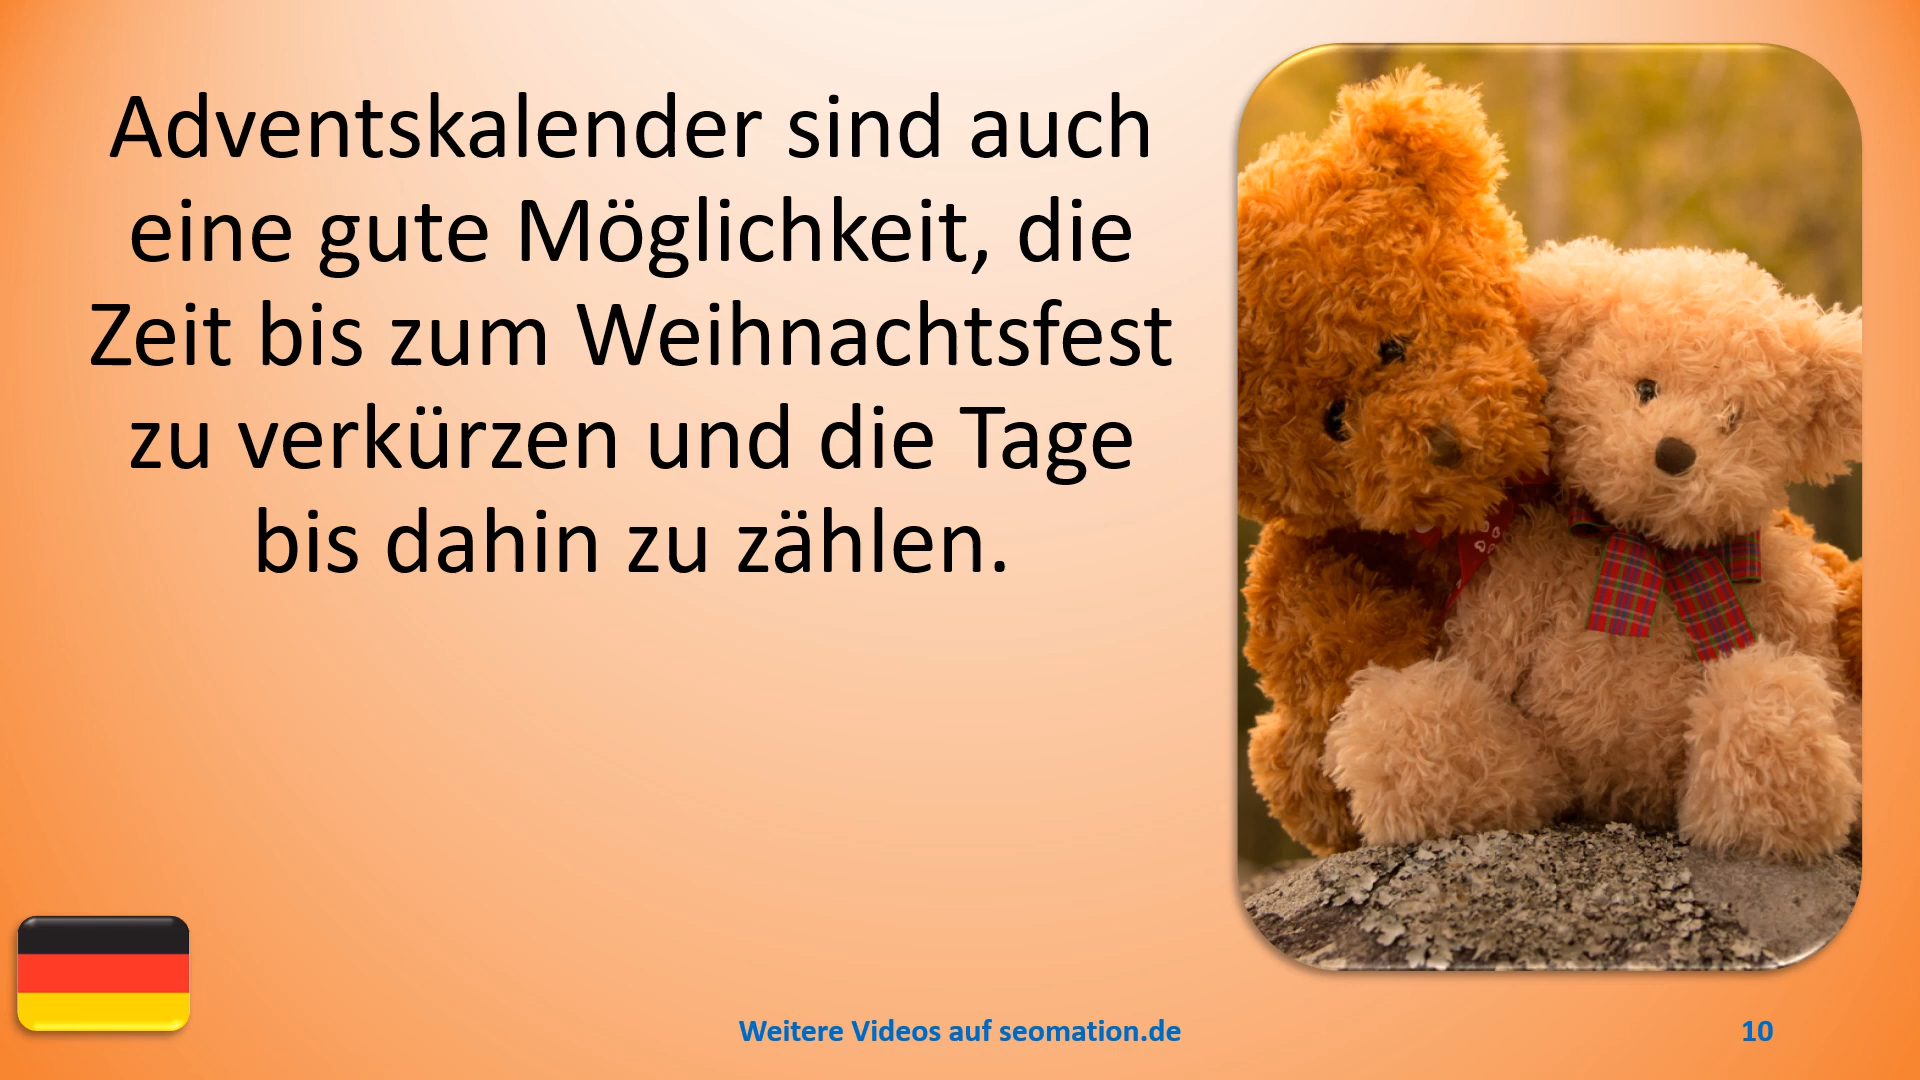 Adventskalender sind auch
eine gute Möglichkeit, die
Zeit bis zum Weihnachtsfest
zu verkürzen und die Tage
bis dahin zu zählen.
Weitere Videos auf seomation.de
10